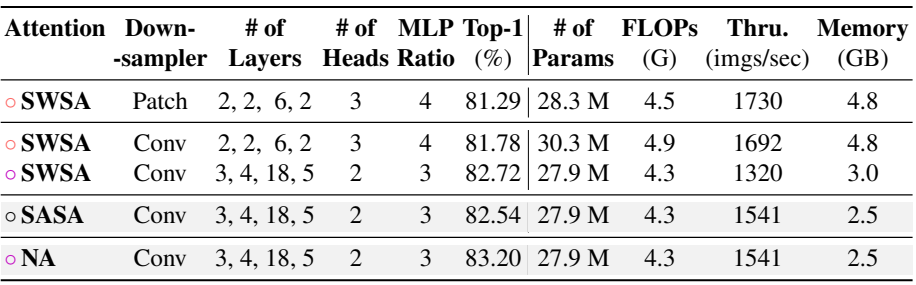 Attention Down- # of # of MLP Top-1 # of FLOPs Thru. Memory
-sampler Layers Heads Ratio (%) Params (G) (imgs/sec) (GB)
○ SWSA Patch 2, 2, 6, 2 3 4 81.29 28.3 M 4.5 1730 4.8
○ SWSA Conv 2, 2, 6, 2 3 4 81.78 30.3 M 4.9 1692 4.8
○ SWSA Conv 3, 4, 18, 5 2 3 82.72 27.9 M 4.3 1320 3.0
○ SASA Conv 3, 4, 18, 5 2 3 82.54 27.9 M 4.3 1541 2.5
○ NA Conv 3, 4, 18, 5 2 3 83.20 27.9 M 4.3 1541 2.5